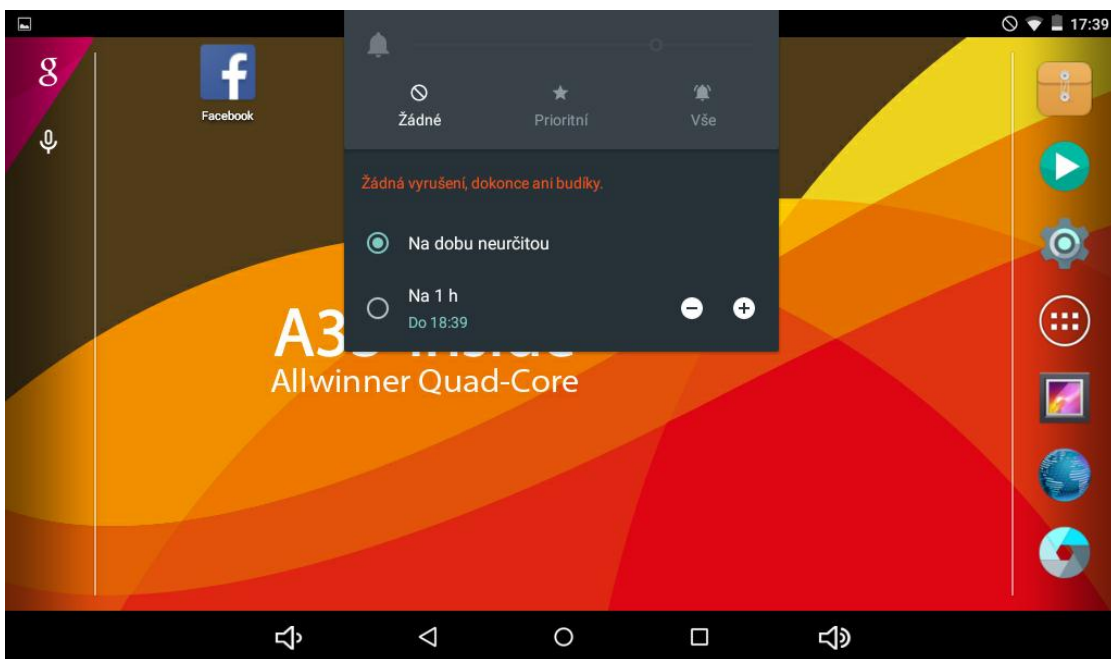 17:39
g
Facebook
Žádné
Prioritní
Vše
Žádná vyrušení, dokonce ani budíky.
Na dobu neurčitou
Na 1 h
Do 18:39
Allwinner Quad-Core